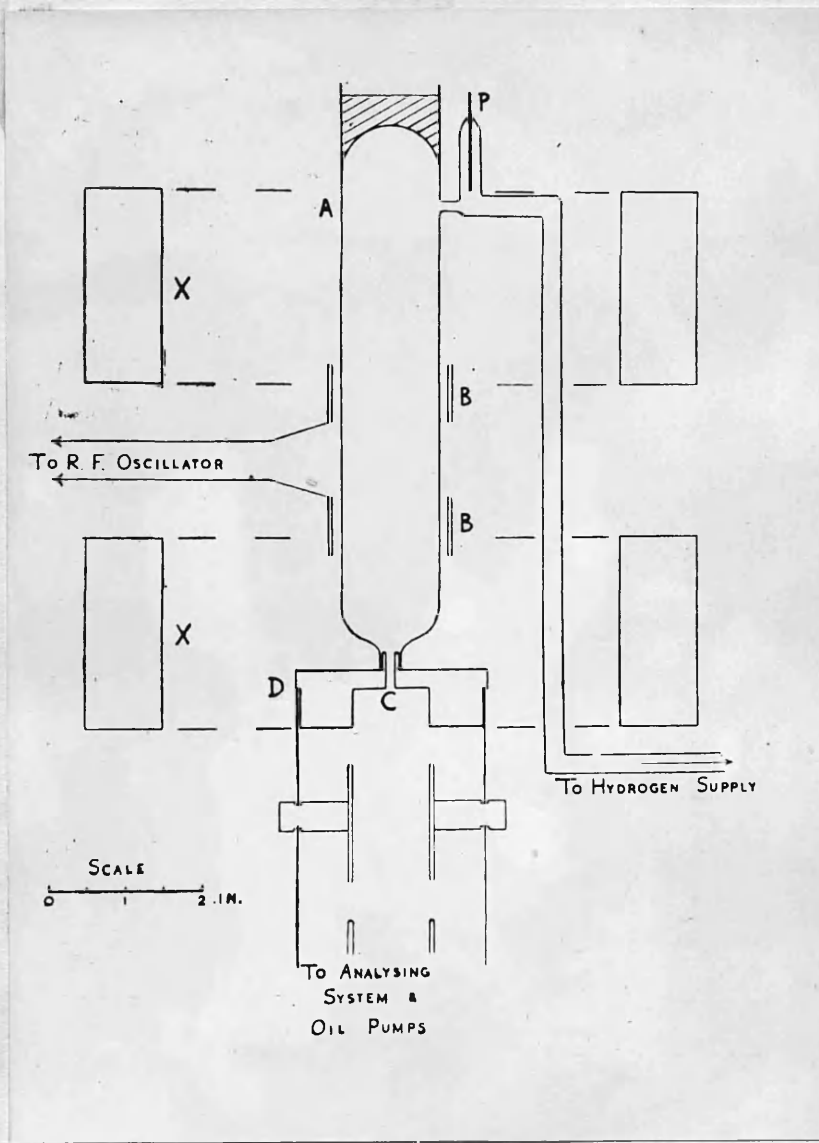 P
A
X
B
To R. F. Oscillator
B
X
D
C
To Hydrogen Supply
Scale
0 1 2 .IN.
To Analysing
System &
Oil Pumps